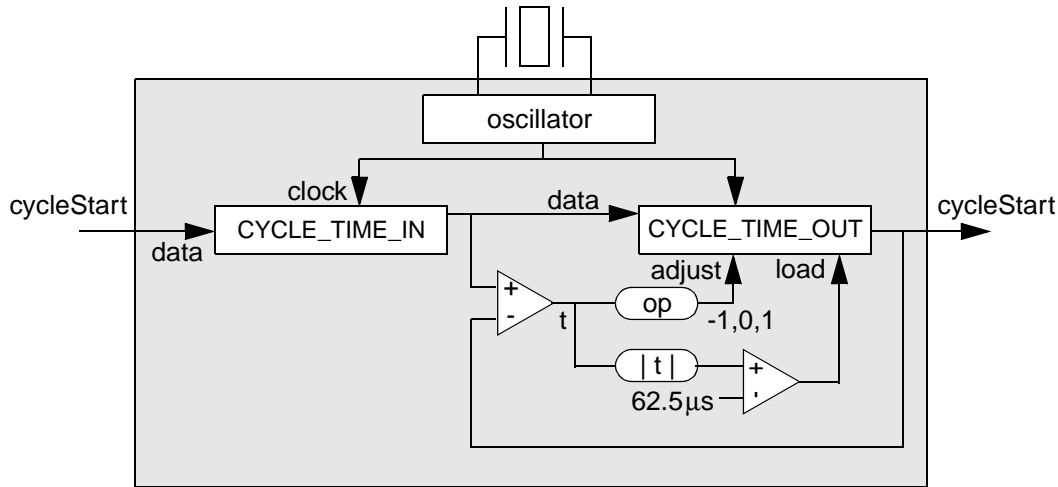 oscillator
clock
cycleStart
data
CYCLE_TIME_IN
data
CYCLE_TIME_OUT
cycleStart
adjust
load
+
-
t
op
-1,0,1
| t |
+
-
62.5µs